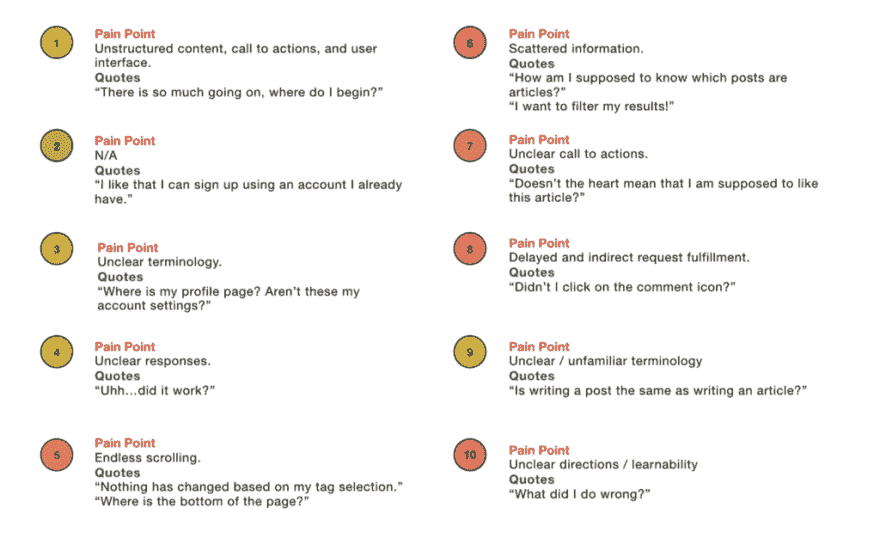 1
Pain Point
Unstructured content, call to actions, and user
interface.
Quotes
“There is so much going on, where do I begin?”
2
Pain Point
N/A
Quotes
“I like that I can sign up using an account I already
have.”
3
Pain Point
Unclear terminology.
Quotes
“Where is my profile page? Aren’t these my
account settings?”
4
Pain Point
Unclear responses.
Quotes
“Uhh...did it work?”
5
Pain Point
Endless scrolling.
Quotes
“Nothing has changed based on my tag selection.”
“Where is the bottom of the page?”
6
Pain Point
Scattered information.
Quotes
“How am I supposed to know which posts are
articles?”
“I want to filter my results!”
7
Pain Point
Unclear call to actions.
Quotes
“Doesn’t the heart mean that I am supposed to like
this article?”
8
Pain Point
Delayed and indirect request fulfillment.
Quotes
“Didn’t I click on the comment icon?”
9
Pain Point
Unclear / unfamiliar terminology
Quotes
“Is writing a post the same as writing an article?”
10
Pain Point
Unclear directions / learnability
Quotes
“What did I do wrong?”